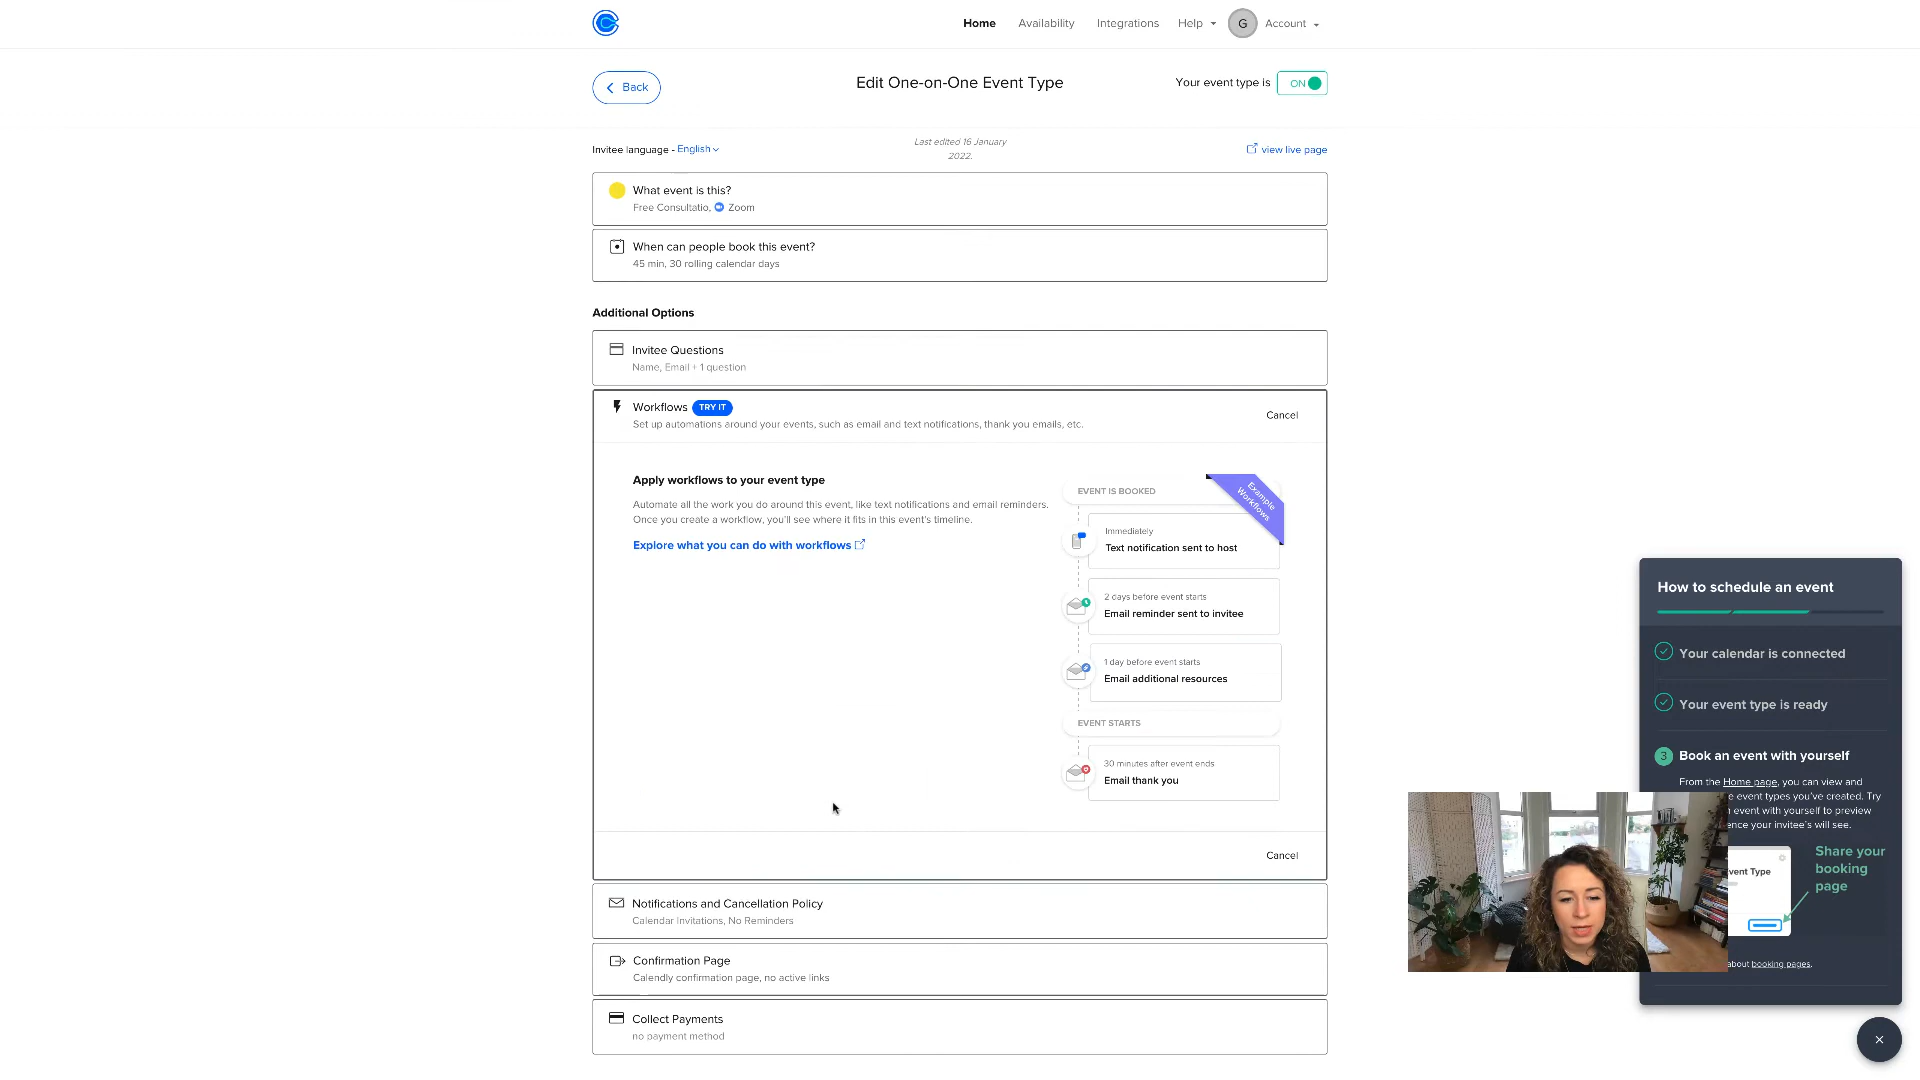 Home
Availability
Integrations
Help
G
Account
Back
Edit One-on-One Event Type
Your event type is
ON
Invitee language - English
Last edited 16 January
2022.
view live page
What event is this?
Free Consultatio, Zoom
When can people book this event?
45 min, 30 rolling calendar days
Additional Options
Invitee Questions
Name, Email + 1 question
Workflows TRY IT
Set up automations around your events, such as email and text notifications, thank you emails, etc.
Cancel
Apply workflows to your event type
Automate all the work you do around this event, like text notifications and email reminders.
Once you create a workflow, you'll see where it fits in this event's timeline.
Explore what you can do with workflows
Example
Workflows
EVENT IS BOOKED
Immediately
Text notification sent to host
2 days before event starts
Email reminder sent to invitee
1 day before event starts
Email additional resources
EVENT STARTS
30 minutes after event ends
Email thank you
Cancel
Notifications and Cancellation Policy
Calendar Invitations, No Reminders
Confirmation Page
Calendly confirmation page, no active links
Collect Payments
no payment method
How to schedule an event
Your calendar is connected
Your event type is ready
3 Book an event with yourself
From the Home page, you can view and
e event types you've created. Try
event with yourself to preview
ence your invitee's will see.
vent Type
Share your
booking
page
about booking pages.